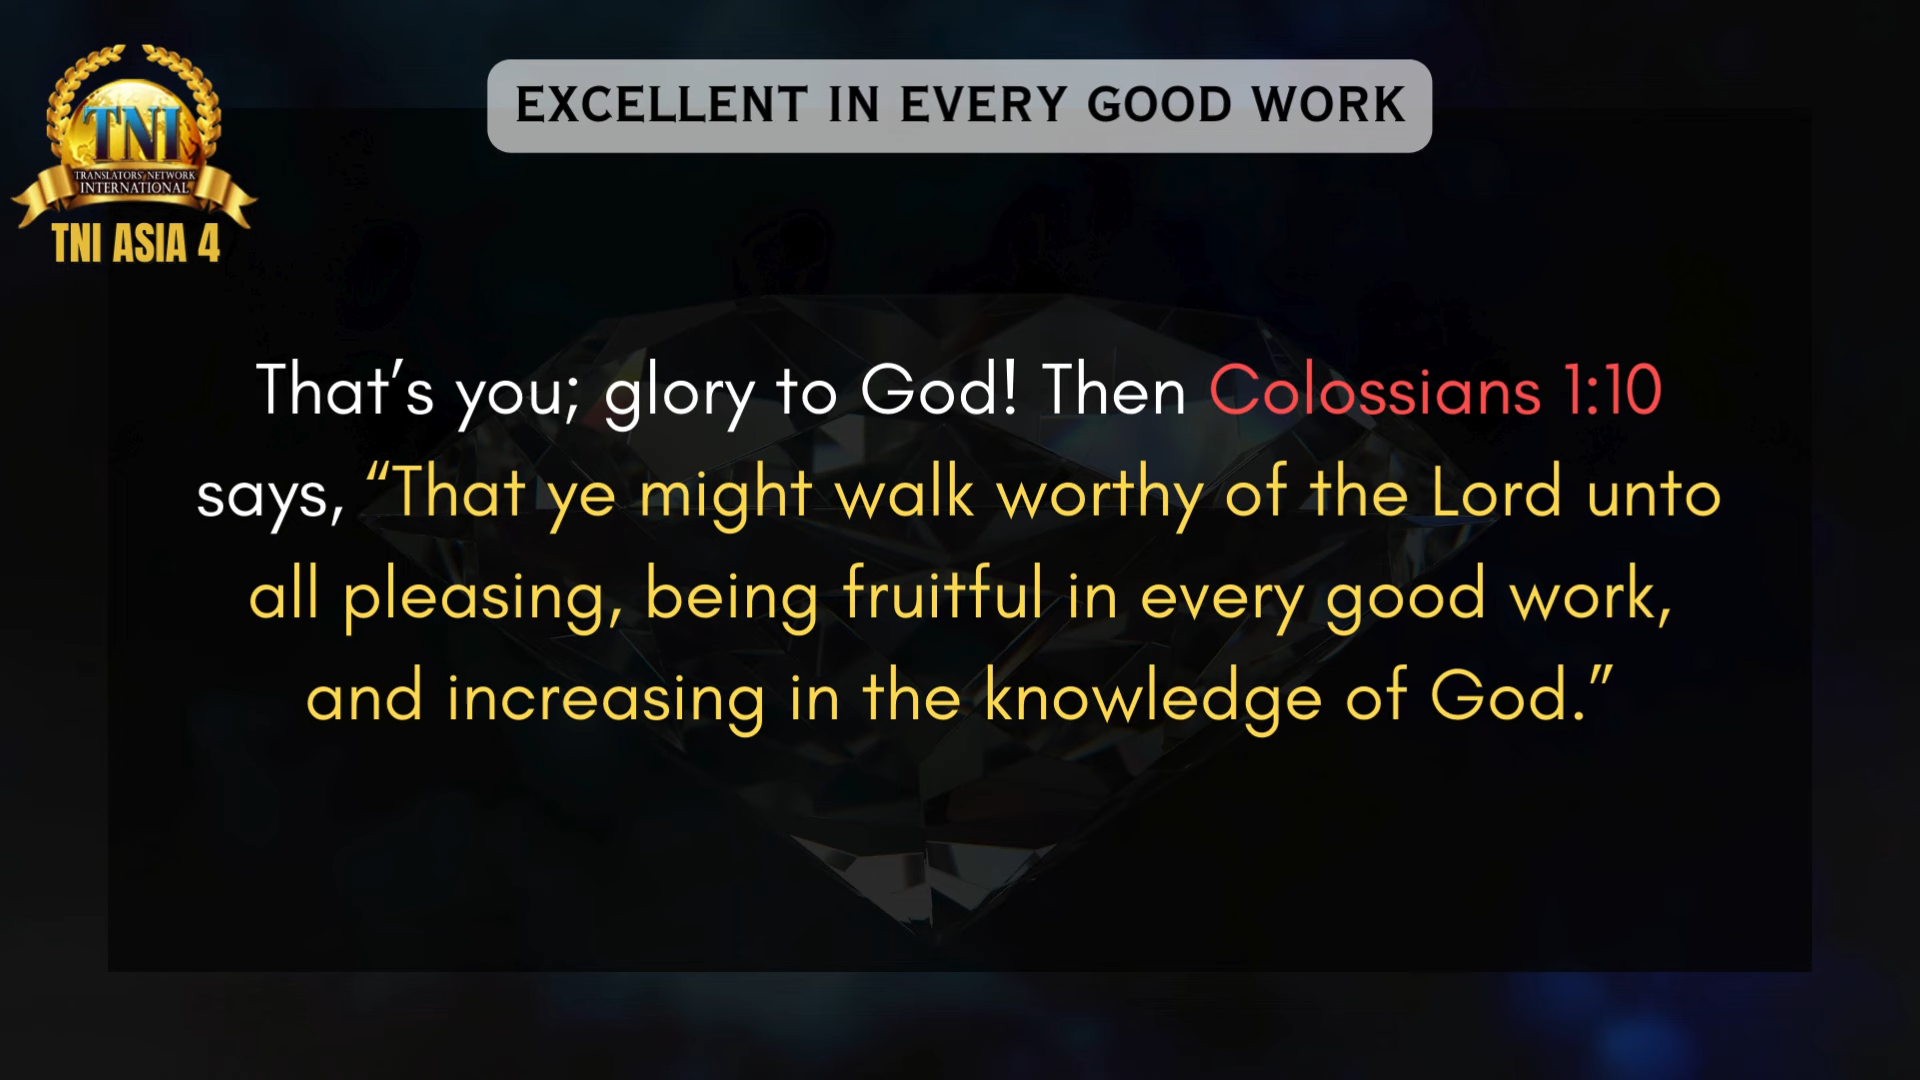 TNI
TRANSLATORS' NETWORK
INTERNATIONAL
TNI ASIA 4
EXCELLENT IN EVERY GOOD WORK
That’s you; glory to God! Then Colossians 1:10
says, “That ye might walk worthy of the Lord unto
all pleasing, being fruitful in every good work,
and increasing in the knowledge of God.”